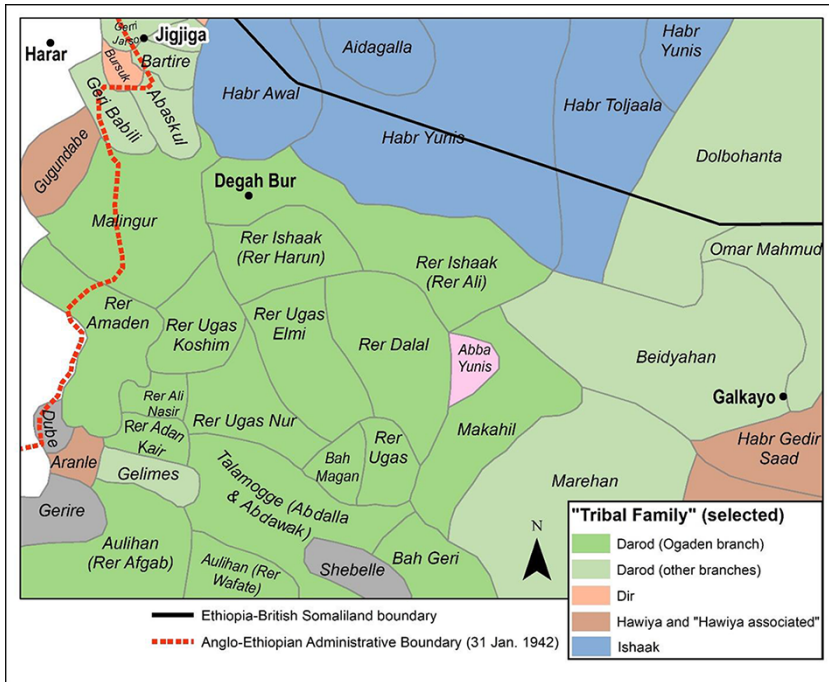 Gerri
Jarso
Jigjiga
Harar
Bursuk
Bartire
Aidagalla
Habr
Yunis
Geri Babili
Abaskul
Habr Awal
Habr Toljaala
Habr Yunis
Gugundabe
Dolbohanta
Degah Bur
Malingur
Rer Ishaak
(Rer Harun)
Omar Mahmud
Rer Ishaak
(Rer Ali)
Rer
Amaden
Rer Ugas
Koshim
Rer Ugas
Elmi
Rer Dalal
Abba
Yunis
Beidyahan
Galkayo
Rer Ali
Nasir
Dube
Rer Adan
Kair
Rer Ugas Nur
Makahil
Rer
Ugas
Habr Gedir
Saad
Bah
Magan
Aranle
Gelimes
Talamogge (Abdalla
& Abdawak)
Marehan
Gerire
Aulihan
(Rer Afgab)
Aulihan (Rer
Wafate)
Shebelle
Bah Geri
N
"Tribal Family" (selected)
Darod (Ogaden branch)
Darod (other branches)
Dir
Hawiya and "Hawiya associated"
Ishaak
Ethiopia-British Somaliland boundary
Anglo-Ethiopian Administrative Boundary (31 Jan. 1942)